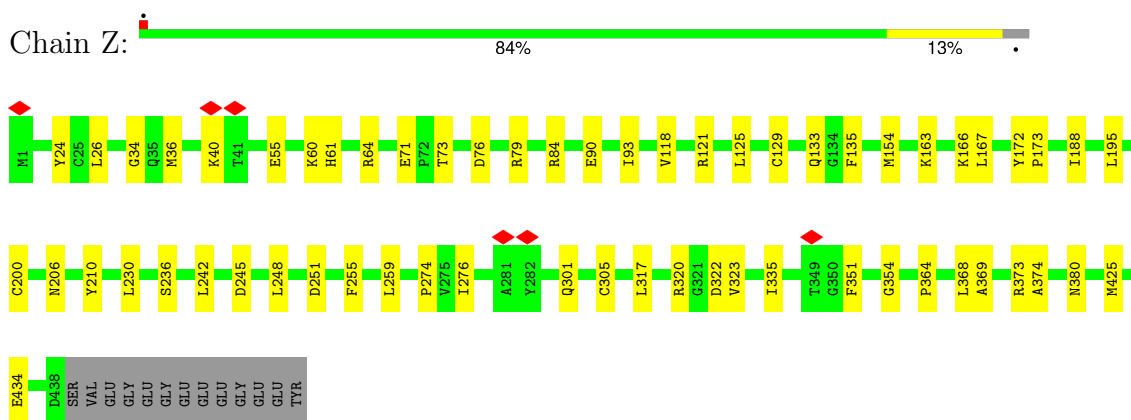 Chain Z:
84% 13%
M1 Y24 C25 L26 G34 Q35 M36 K40 T41 E55 K60 H61 R64 E71 P72 T73 D76 R79 R84 E90 I93 V118 R121 L125 C129 Q133 G134 F135 M154 K163 K166 L167 Y172 P173 I188 L195
C200 N206 Y210 L230 S236 L242 D245 L248 D251 F255 L259 P274 V275 I276 A281 Y282 Q301 C305 L317 R320 G321 D322 V323 I335 T349 G350 F351 G354 P364 L368 A369 R373 A374 N380 M425
E434 D438 SER VAL GLU GLY GLU GLY GLU GLU GLU GLY GLU GLU TYR